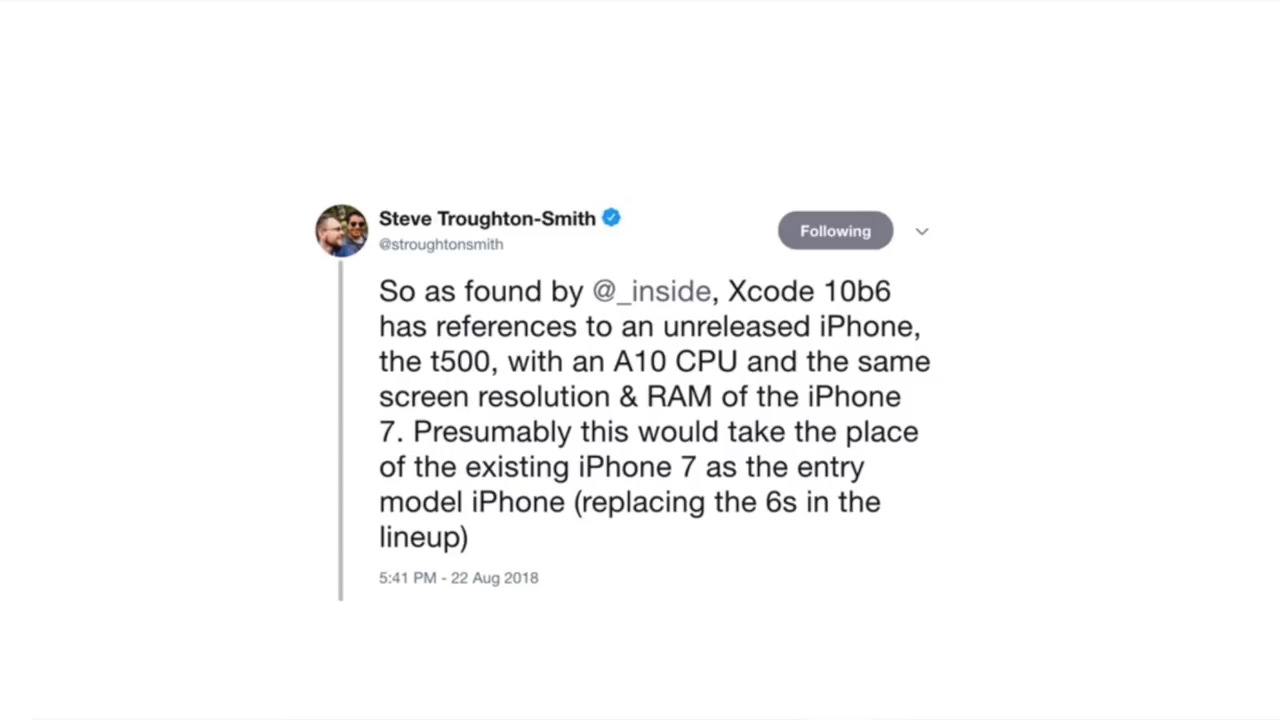 Steve Troughton-Smith
@stroughtonsmith
Following
So as found by @_inside, Xcode 10b6
has references to an unreleased iPhone,
the t500, with an A10 CPU and the same
screen resolution & RAM of the iPhone
7. Presumably this would take the place
of the existing iPhone 7 as the entry
model iPhone (replacing the 6s in the
lineup)
5:41 PM - 22 Aug 2018